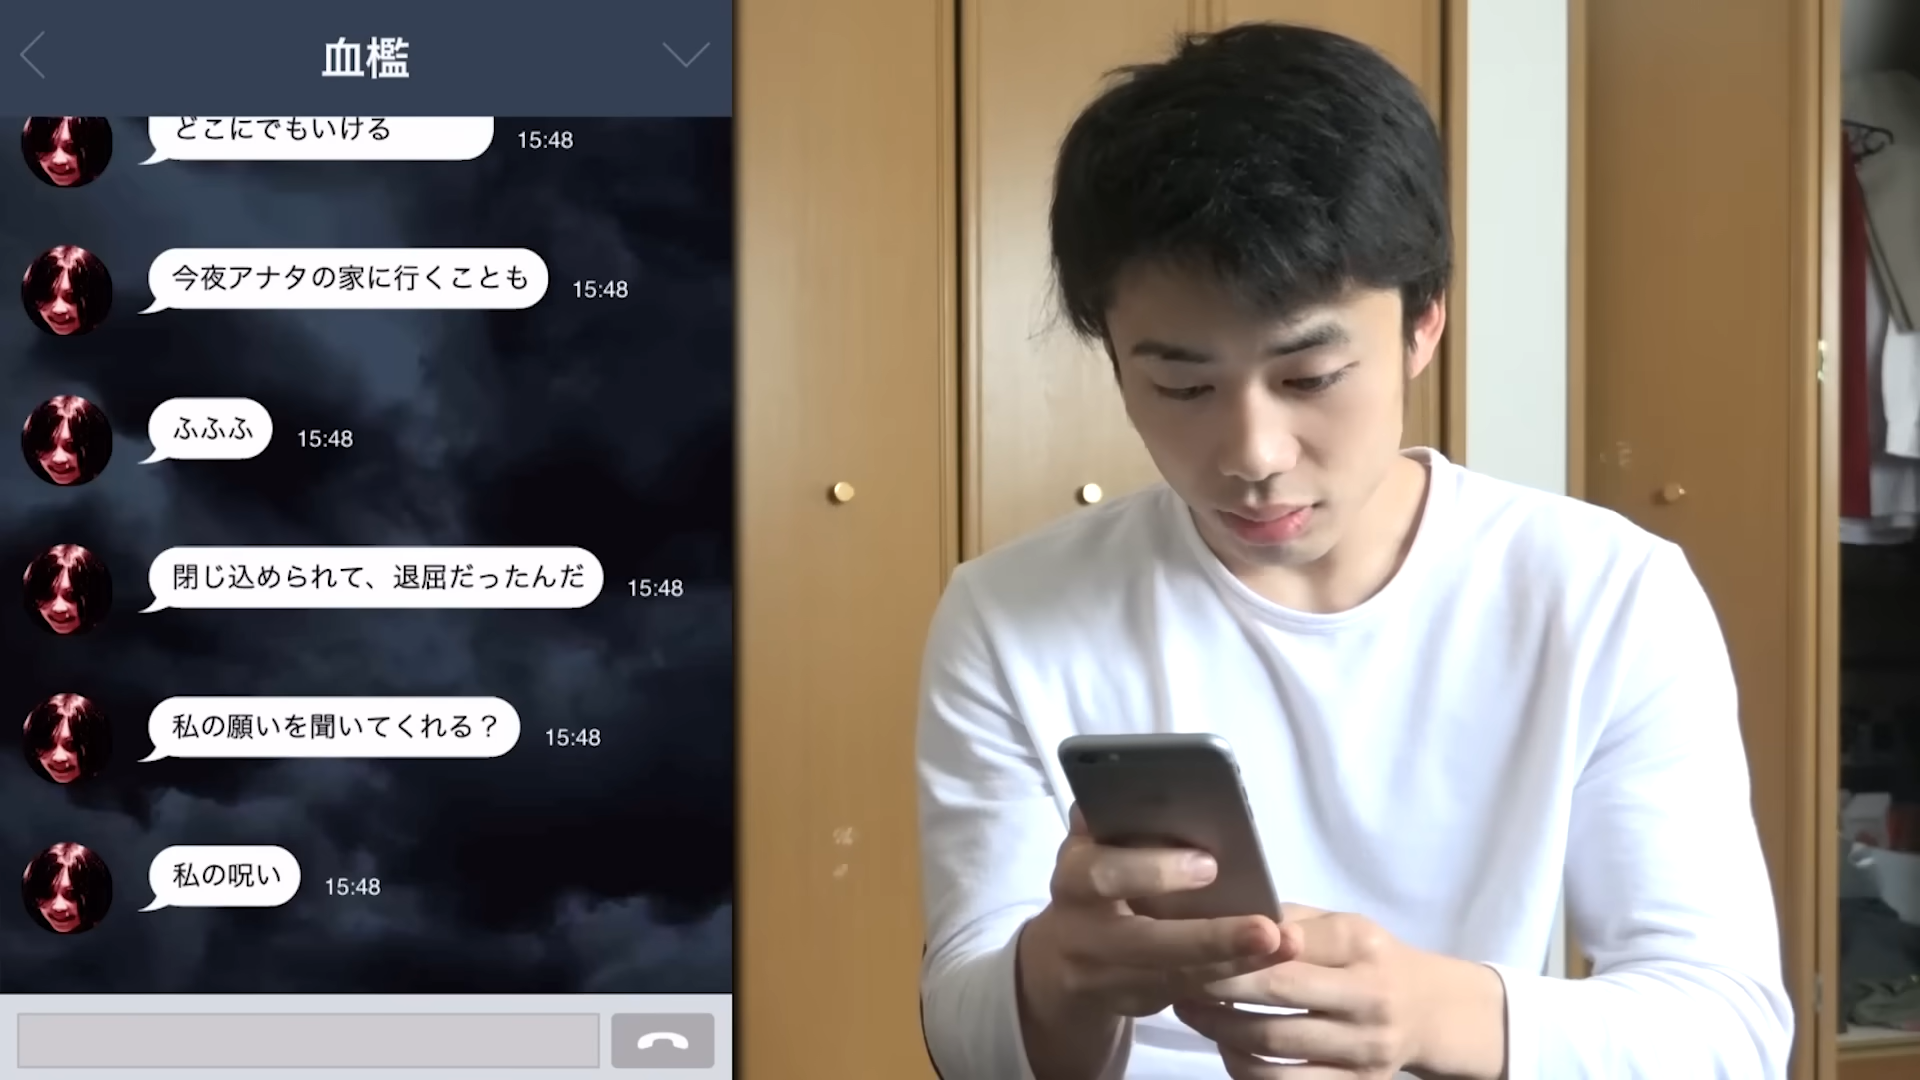 血檻
どこにでもいける
15:48
今夜アナタの家に行くことも
15:48
ふふふ
15:48
閉じ込められて、退屈だったんだ
15:48
私の願いを聞いてくれる？
15:48
私の呪い
15:48